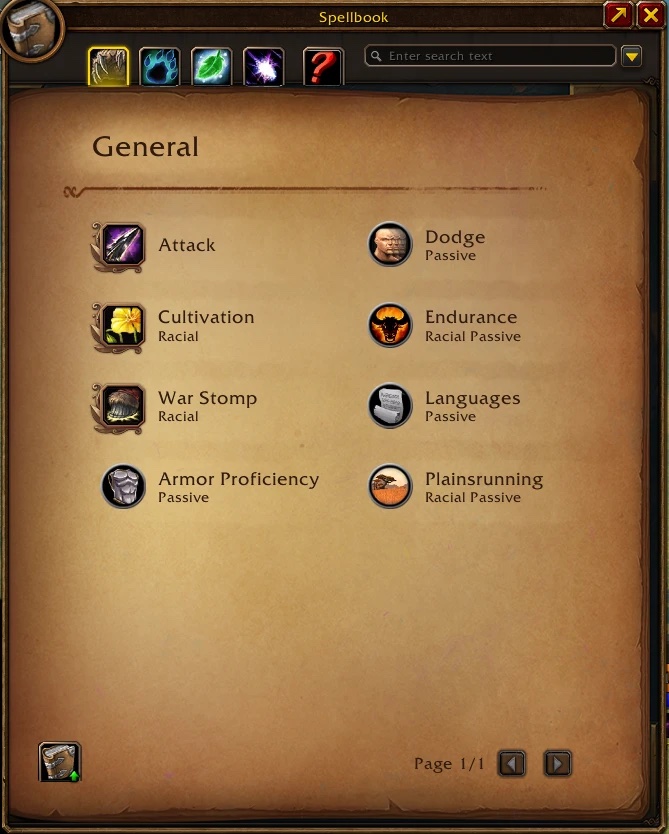 Spellbook
Enter search text
General
Attack
Dodge
Passive
Cultivation
Racial
Endurance
Racial Passive
War Stomp
Racial
Languages
Passive
Armor Proficiency
Passive
Plainsrunning
Racial Passive
Page 1/1